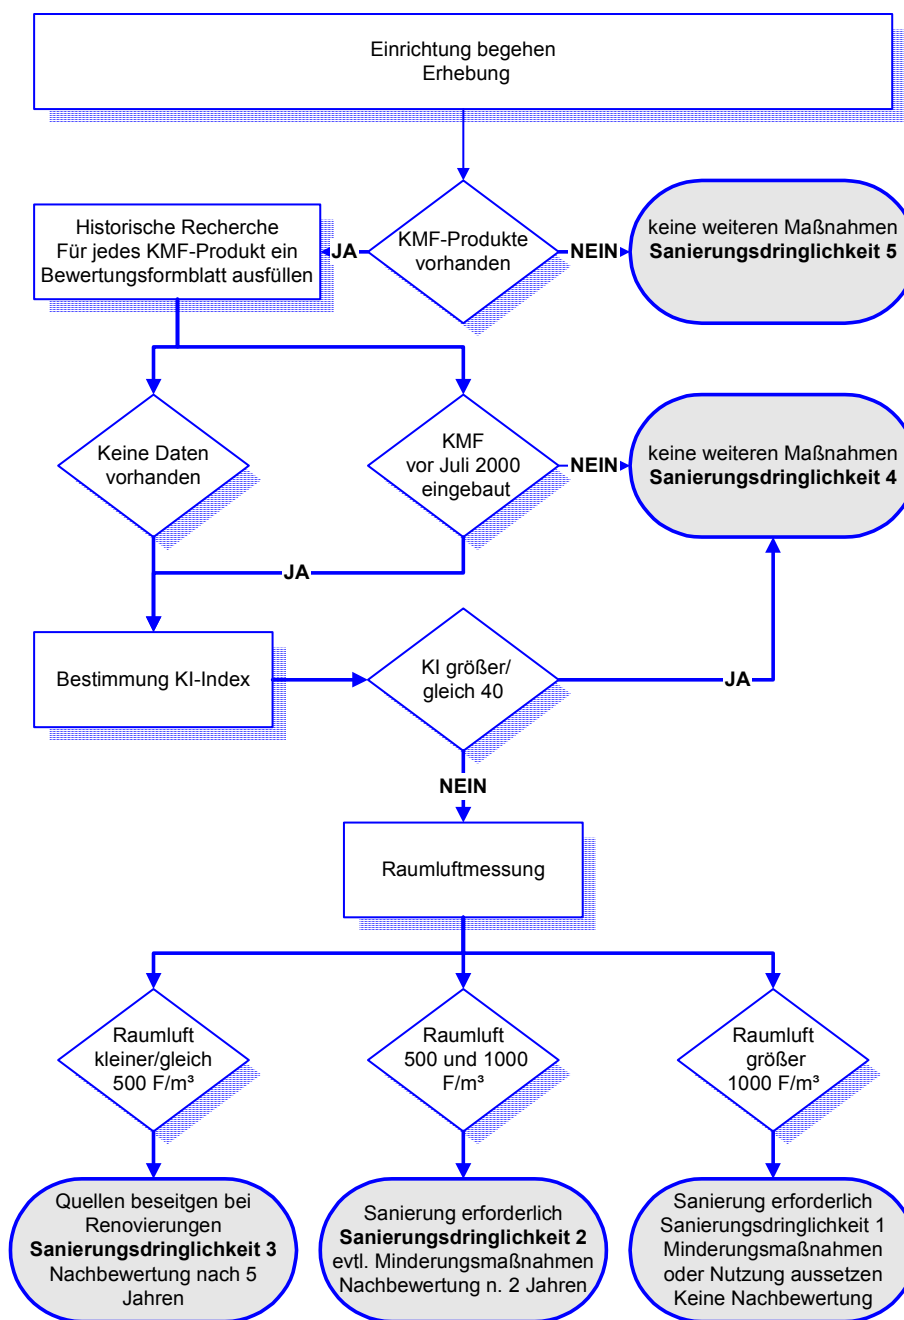 Einrichtung begehen
Erhebung
Historische Recherche
Für jedes KMF-Produkt ein
Bewertungsformblatt ausfüllen
JA
KMF-Produkte
vorhanden
NEIN
keine weiteren Maßnahmen
Sanierungsdringlichkeit 5
Keine Daten
vorhanden
KMF
vor Juli 2000
eingebaut
NEIN
keine weiteren Maßnahmen
Sanierungsdringlichkeit 4
JA
Bestimmung KI-Index
KI größer/
gleich 40
JA
NEIN
Raumluftmessung
Raumluft
kleiner/gleich
500 F/m³
Raumluft
500 und 1000
F/m³
Raumluft
größer
1000 F/m³
Quellen beseitgen bei
Renovierungen
Sanierungsdringlichkeit 3
Nachbewertung nach 5
Jahren
Sanierung erforderlich
Sanierungsdringlichkeit 2
evtl. Minderungsmaßnahmen
Nachbewertung n. 2 Jahren
Sanierung erforderlich
Sanierungsdringlichkeit 1
Minderungsmaßnahmen
oder Nutzung aussetzen
Keine Nachbewertung